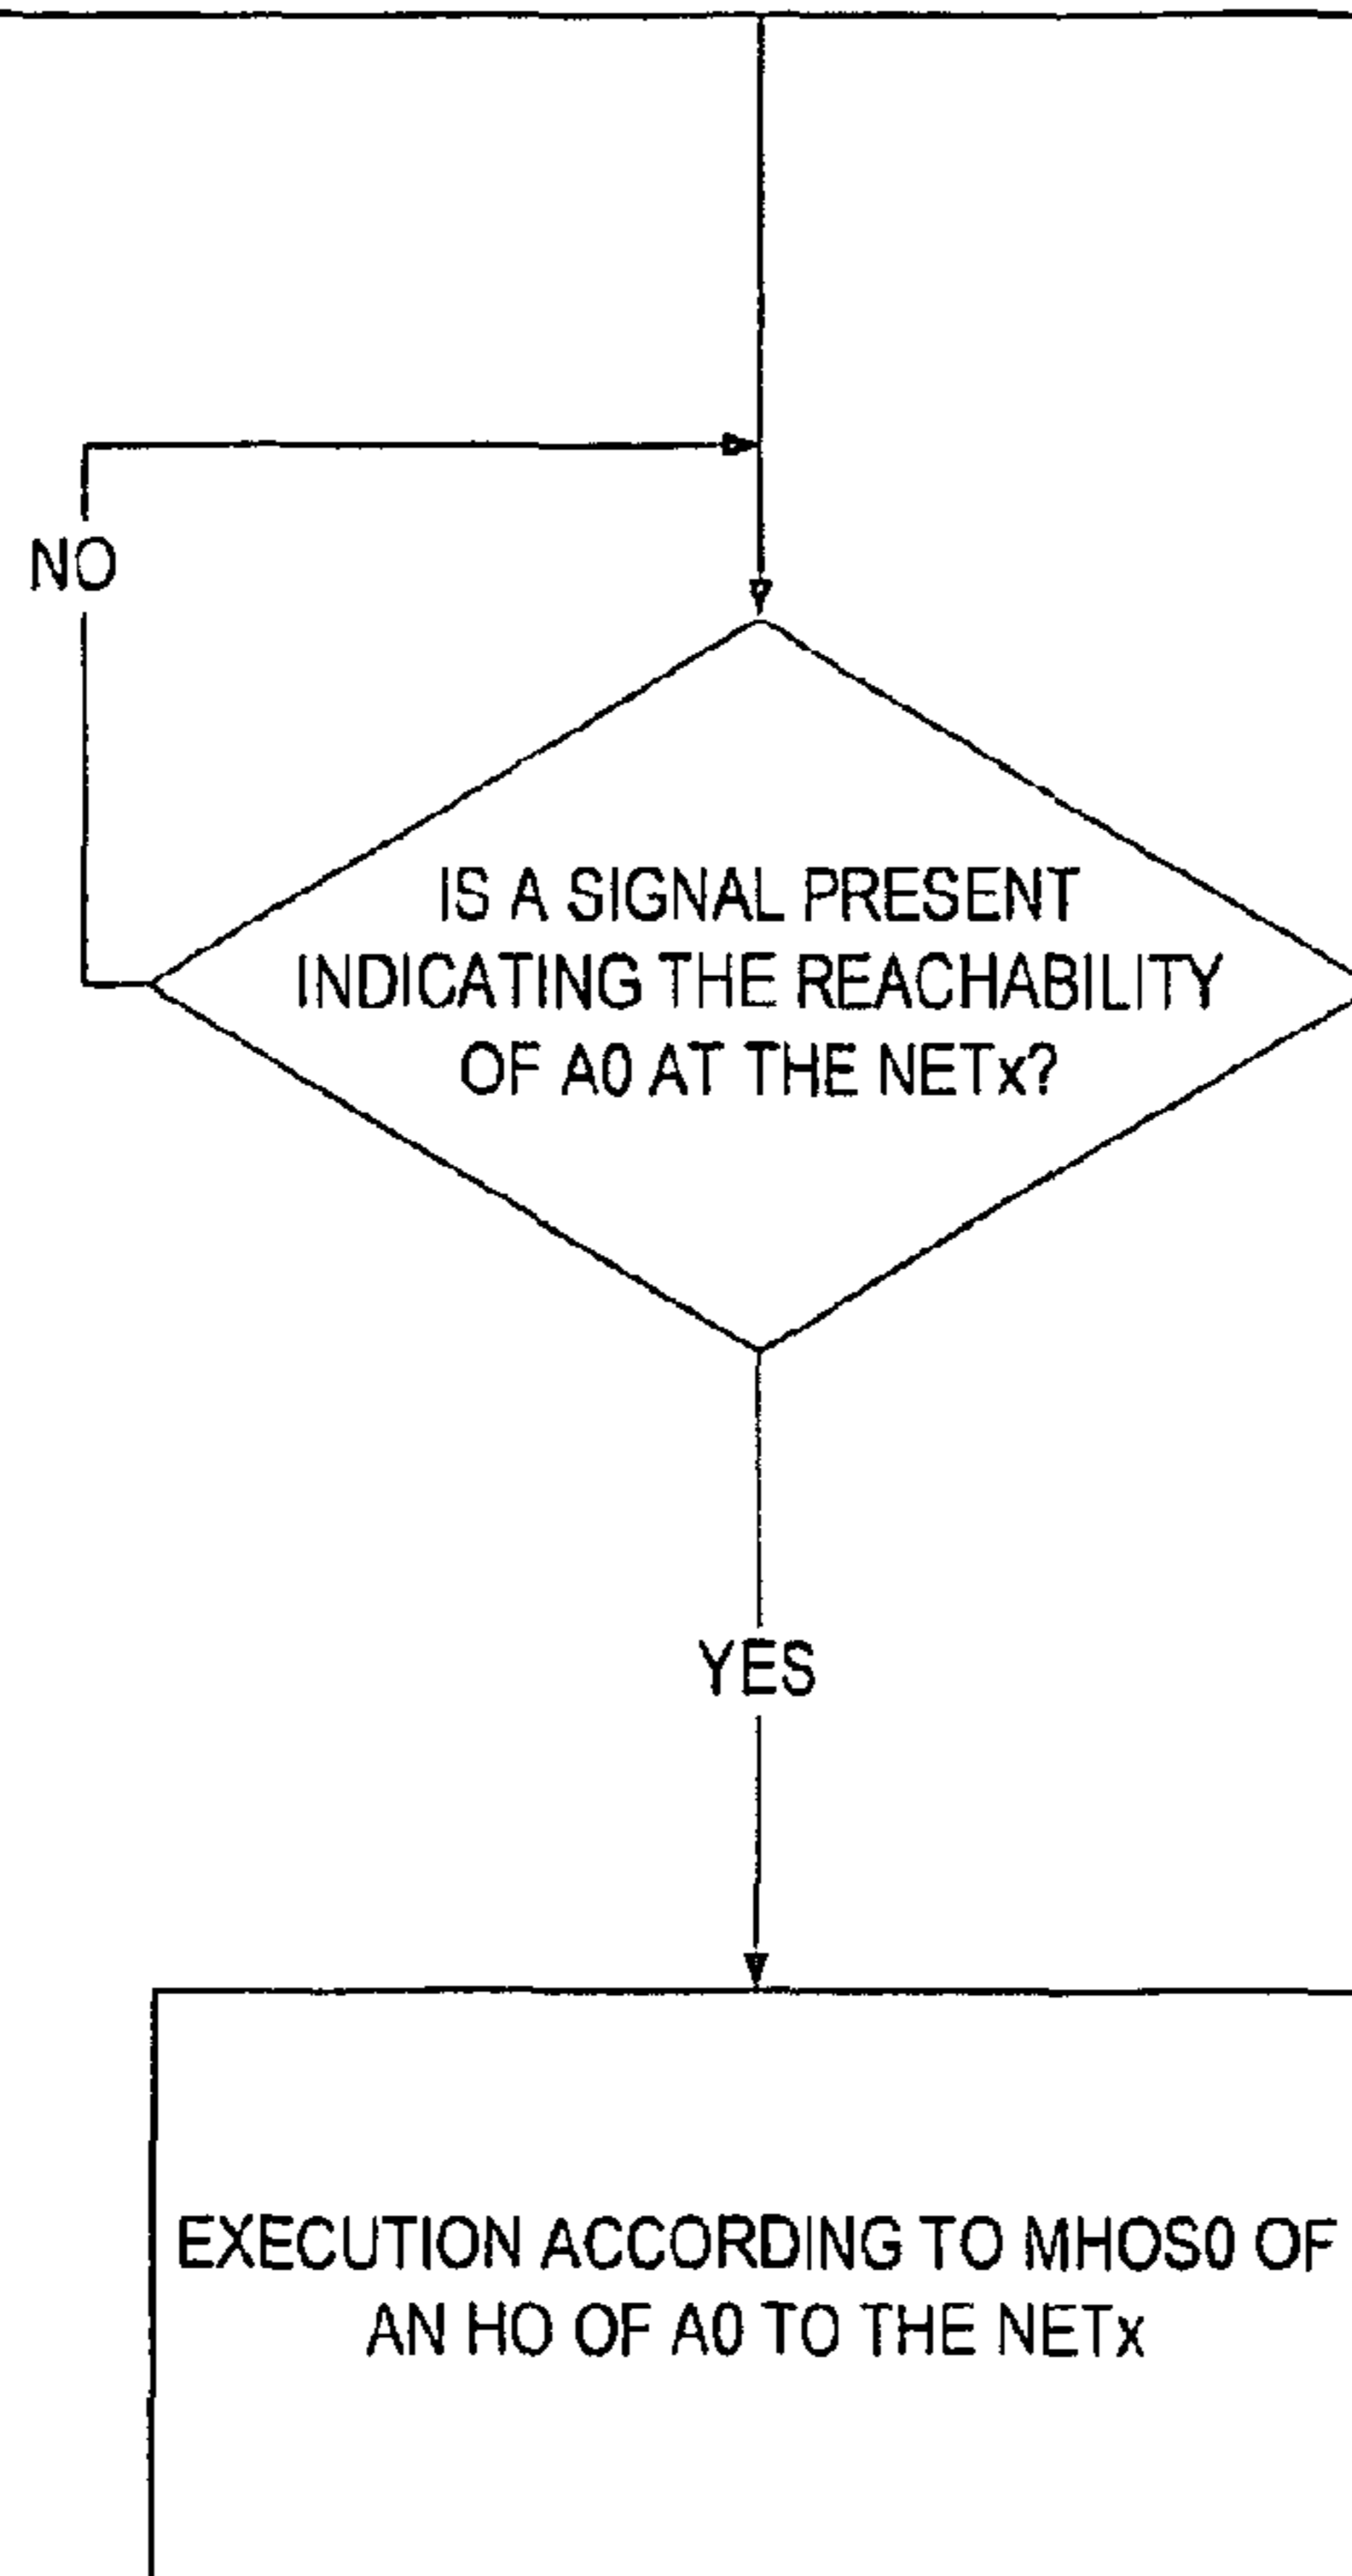 NO
IS A SIGNAL PRESENT
INDICATING THE REACHABILITY
OF A0 AT THE NETx?
YES
EXECUTION ACCORDING TO MHOS0 OF
AN HO OF A0 TO THE NETx